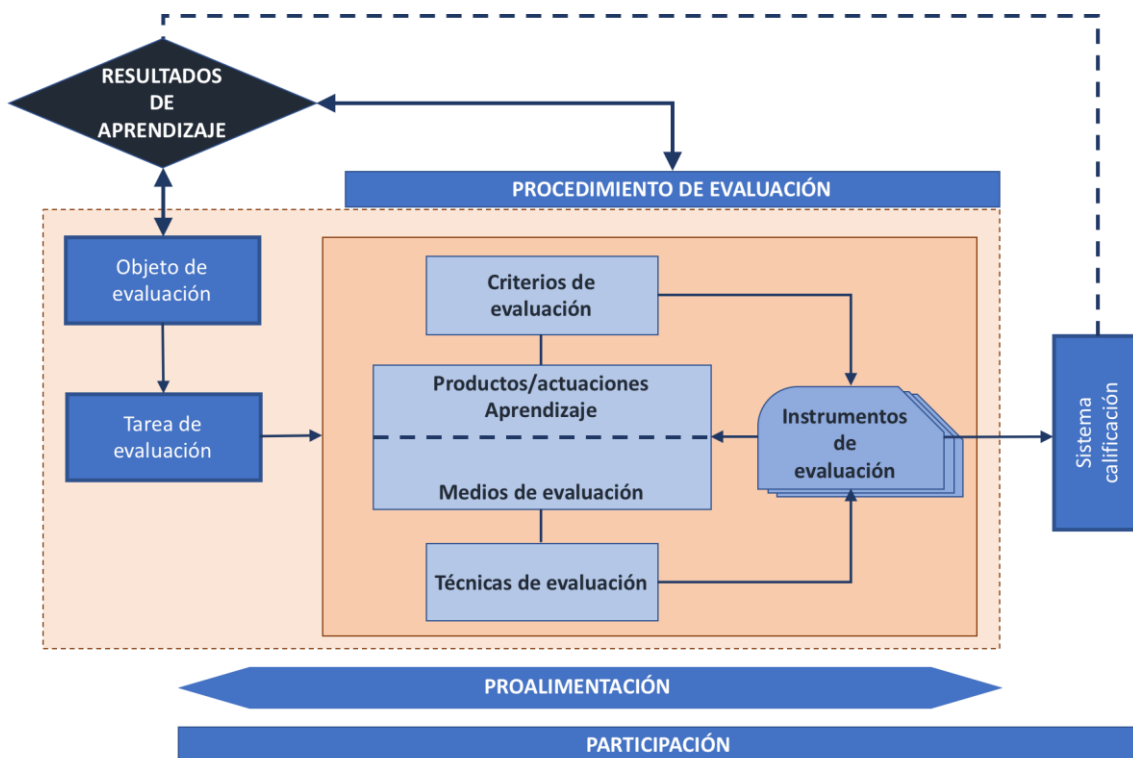 RESULTADOS
DE
APRENDIZAJE
PROCEDIMIENTO DE EVALUACIÓN
Objeto de
evaluación
Tarea de
evaluación
Criterios de
evaluación
Productos/actuaciones
Aprendizaje
Medios de evaluación
Técnicas de evaluación
Instrumentos
de
evaluación
Sistema
calificación
PROALIMENTACIÓN
PARTICIPACIÓN